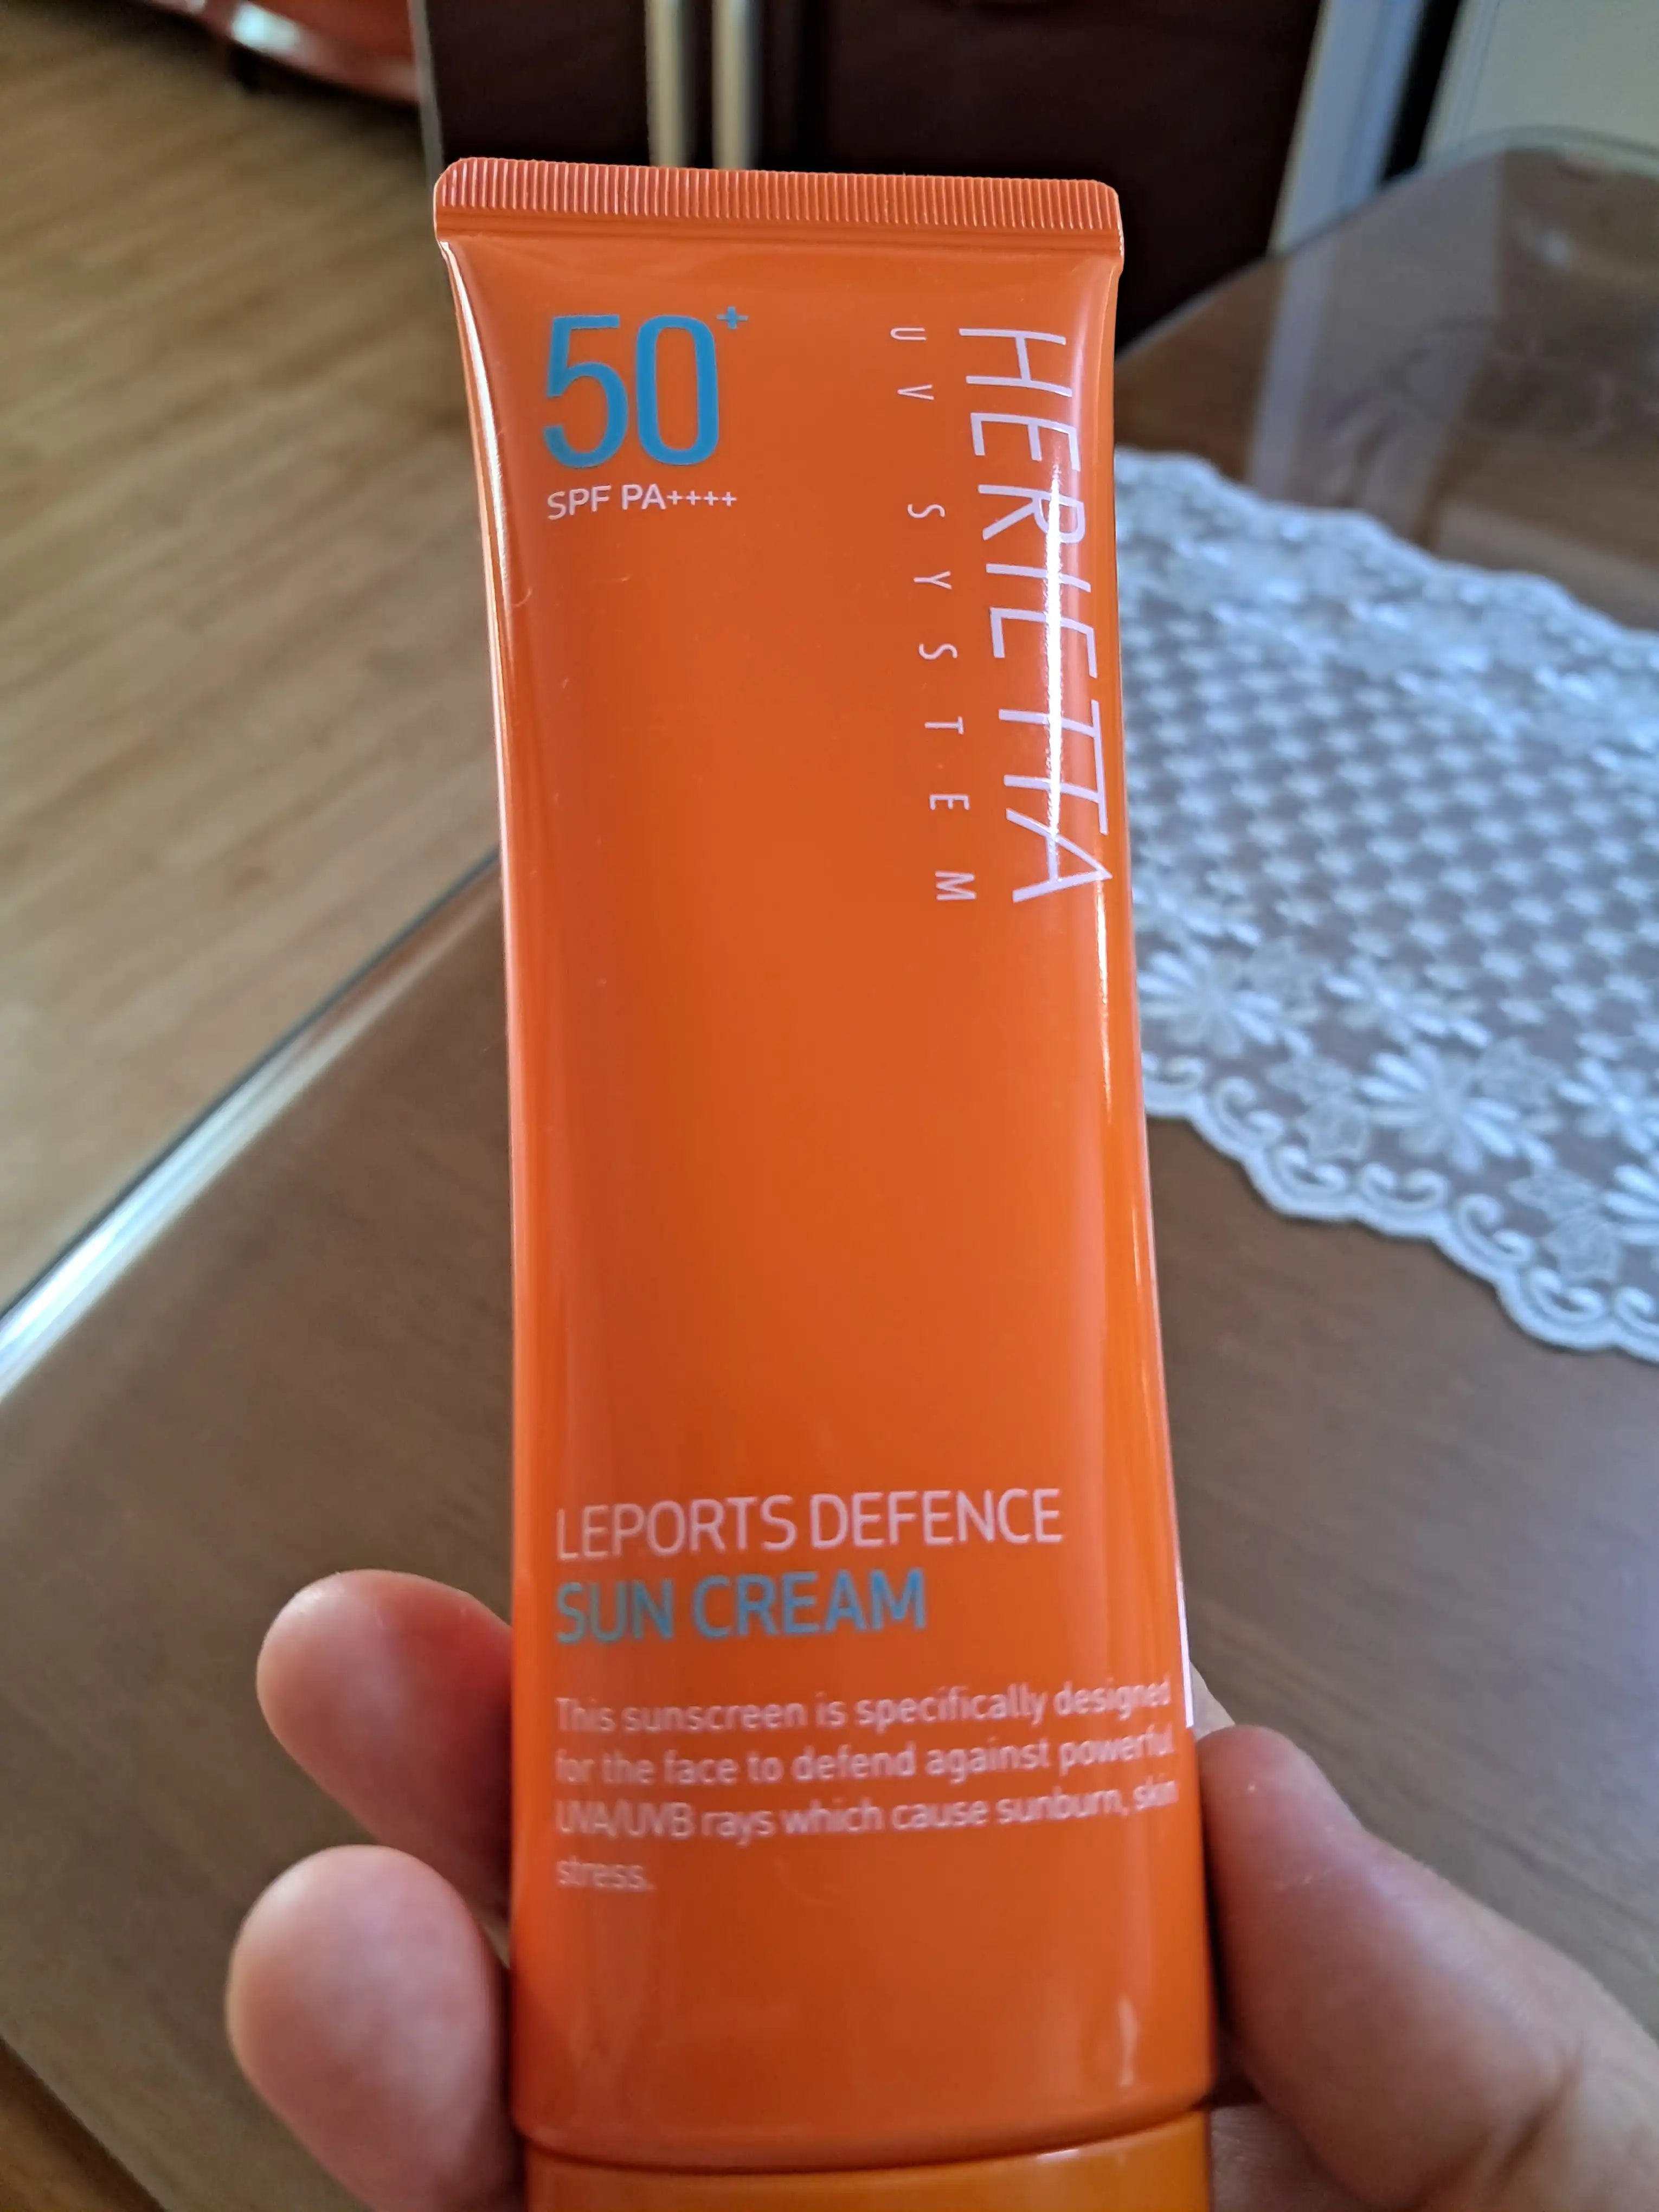 50+
SPF PA++++
HERIETTA
UV SYSTEM
LEPORTS DEFENCE
SUN CREAM
This sunscreen is specifically designed
for the face to defend against powerful
UVA/UVB rays which cause sunburn, skin
stress.